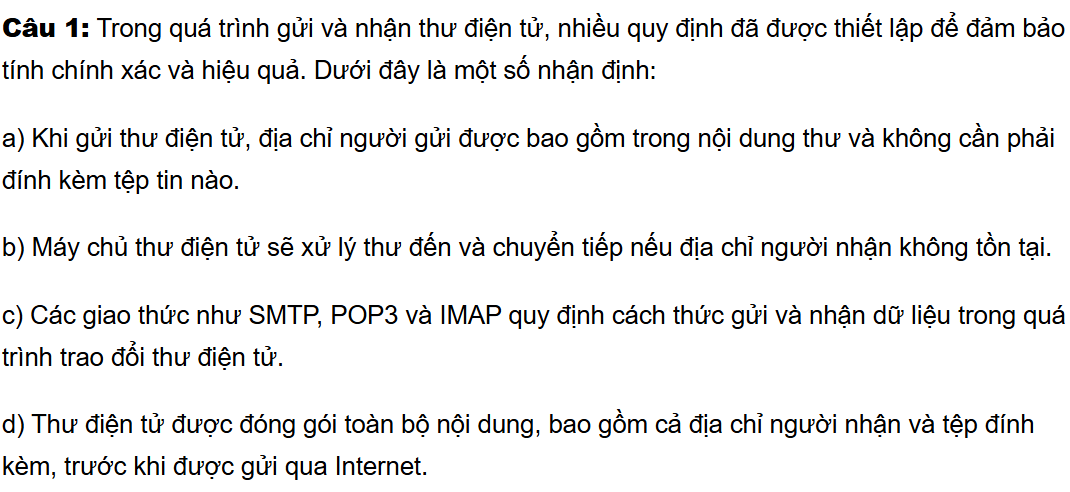 Câu 1: Trong quá trình gửi và nhận thư điện tử, nhiều quy định đã được thiết lập để đảm bảo
tính chính xác và hiệu quả. Dưới đây là một số nhận định:
a) Khi gửi thư điện tử, địa chỉ người gửi được bao gồm trong nội dung thư và không cần phải
đính kèm tệp tin nào.
b) Máy chủ thư điện tử sẽ xử lý thư đến và chuyển tiếp nếu địa chỉ người nhận không tồn tại.
c) Các giao thức như SMTP, POP3 và IMAP quy định cách thức gửi và nhận dữ liệu trong quá
trình trao đổi thư điện tử.
d) Thư điện tử được đóng gói toàn bộ nội dung, bao gồm cả địa chỉ người nhận và tệp đính
kèm, trước khi được gửi qua Internet.